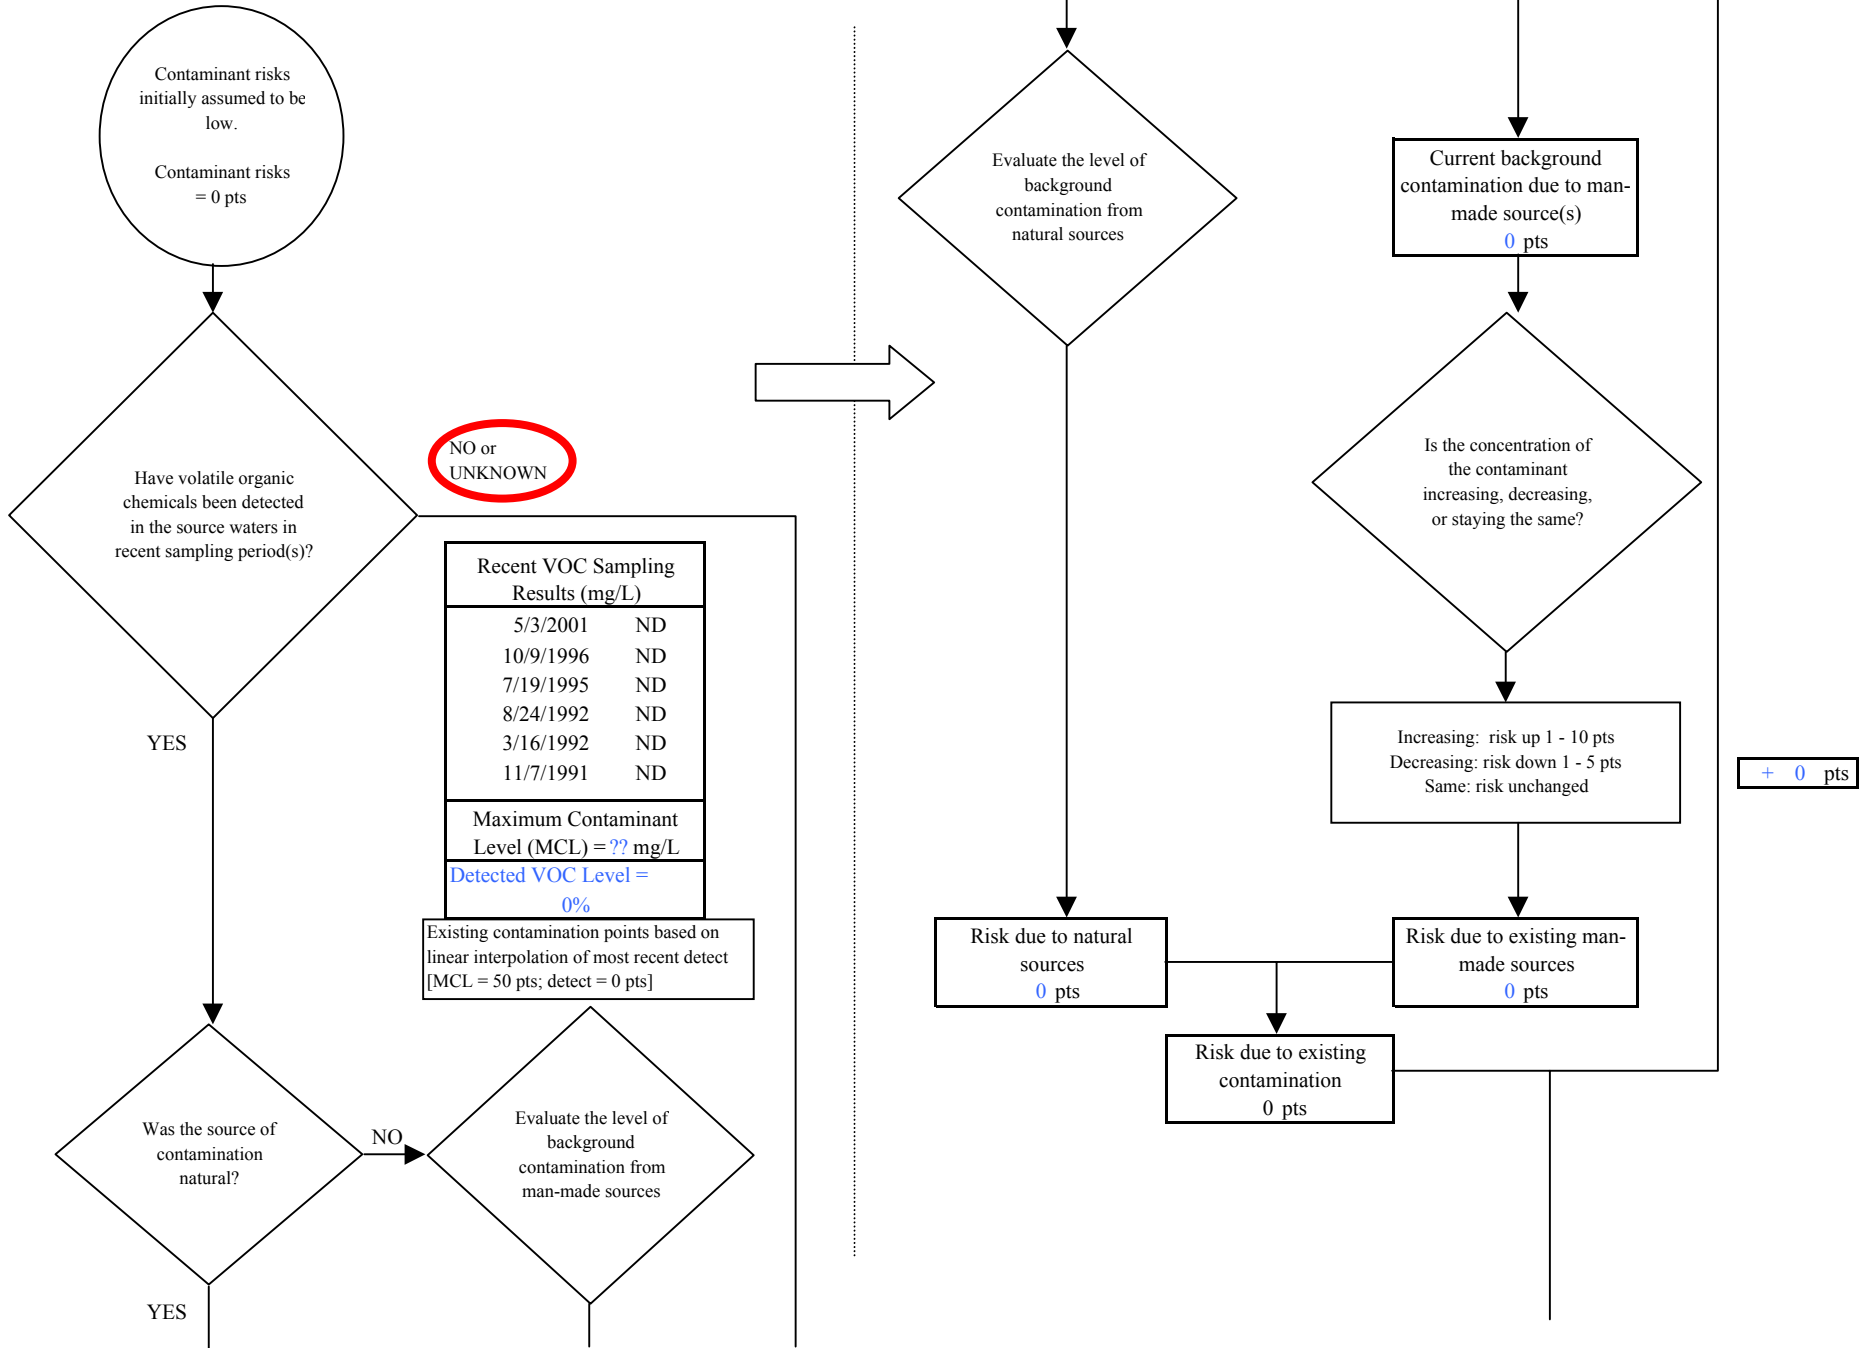 Contaminant risks
initially assumed to be
low.
Contaminant risks
= 0 pts
Have volatile organic
chemicals been detected
in the source waters in
recent sampling period(s)?
NO or
UNKNOWN
YES
Recent VOC Sampling
Results (mg/L)
5/3/2001 ND
10/9/1996 ND
7/19/1995 ND
8/24/1992 ND
3/16/1992 ND
11/7/1991 ND
Maximum Contaminant
Level (MCL) = ?? mg/L
Detected VOC Level =
0%
Existing contamination points based on
linear interpolation of most recent detect
[MCL = 50 pts; detect = 0 pts]
Was the source of
contamination
natural?
NO
YES
Evaluate the level of
background
contamination from
man-made sources
Evaluate the level of
background
contamination from
natural sources
Current background
contamination due to man-
made source(s)
0 pts
Is the concentration of
the contaminant
increasing, decreasing,
or staying the same?
Increasing: risk up 1 - 10 pts
Decreasing: risk down 1 - 5 pts
Same: risk unchanged
+ 0 pts
Risk due to natural
sources
0 pts
Risk due to existing man-
made sources
0 pts
Risk due to existing
contamination
0 pts